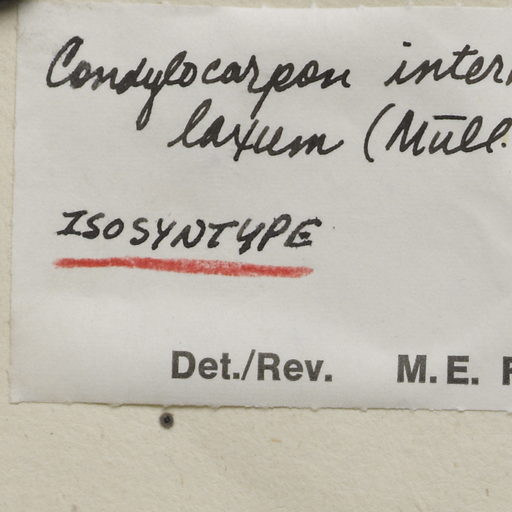 Condylocarpon inter
laxum (Müll.
ISOSYNTYPE
Det./Rev. M. E.